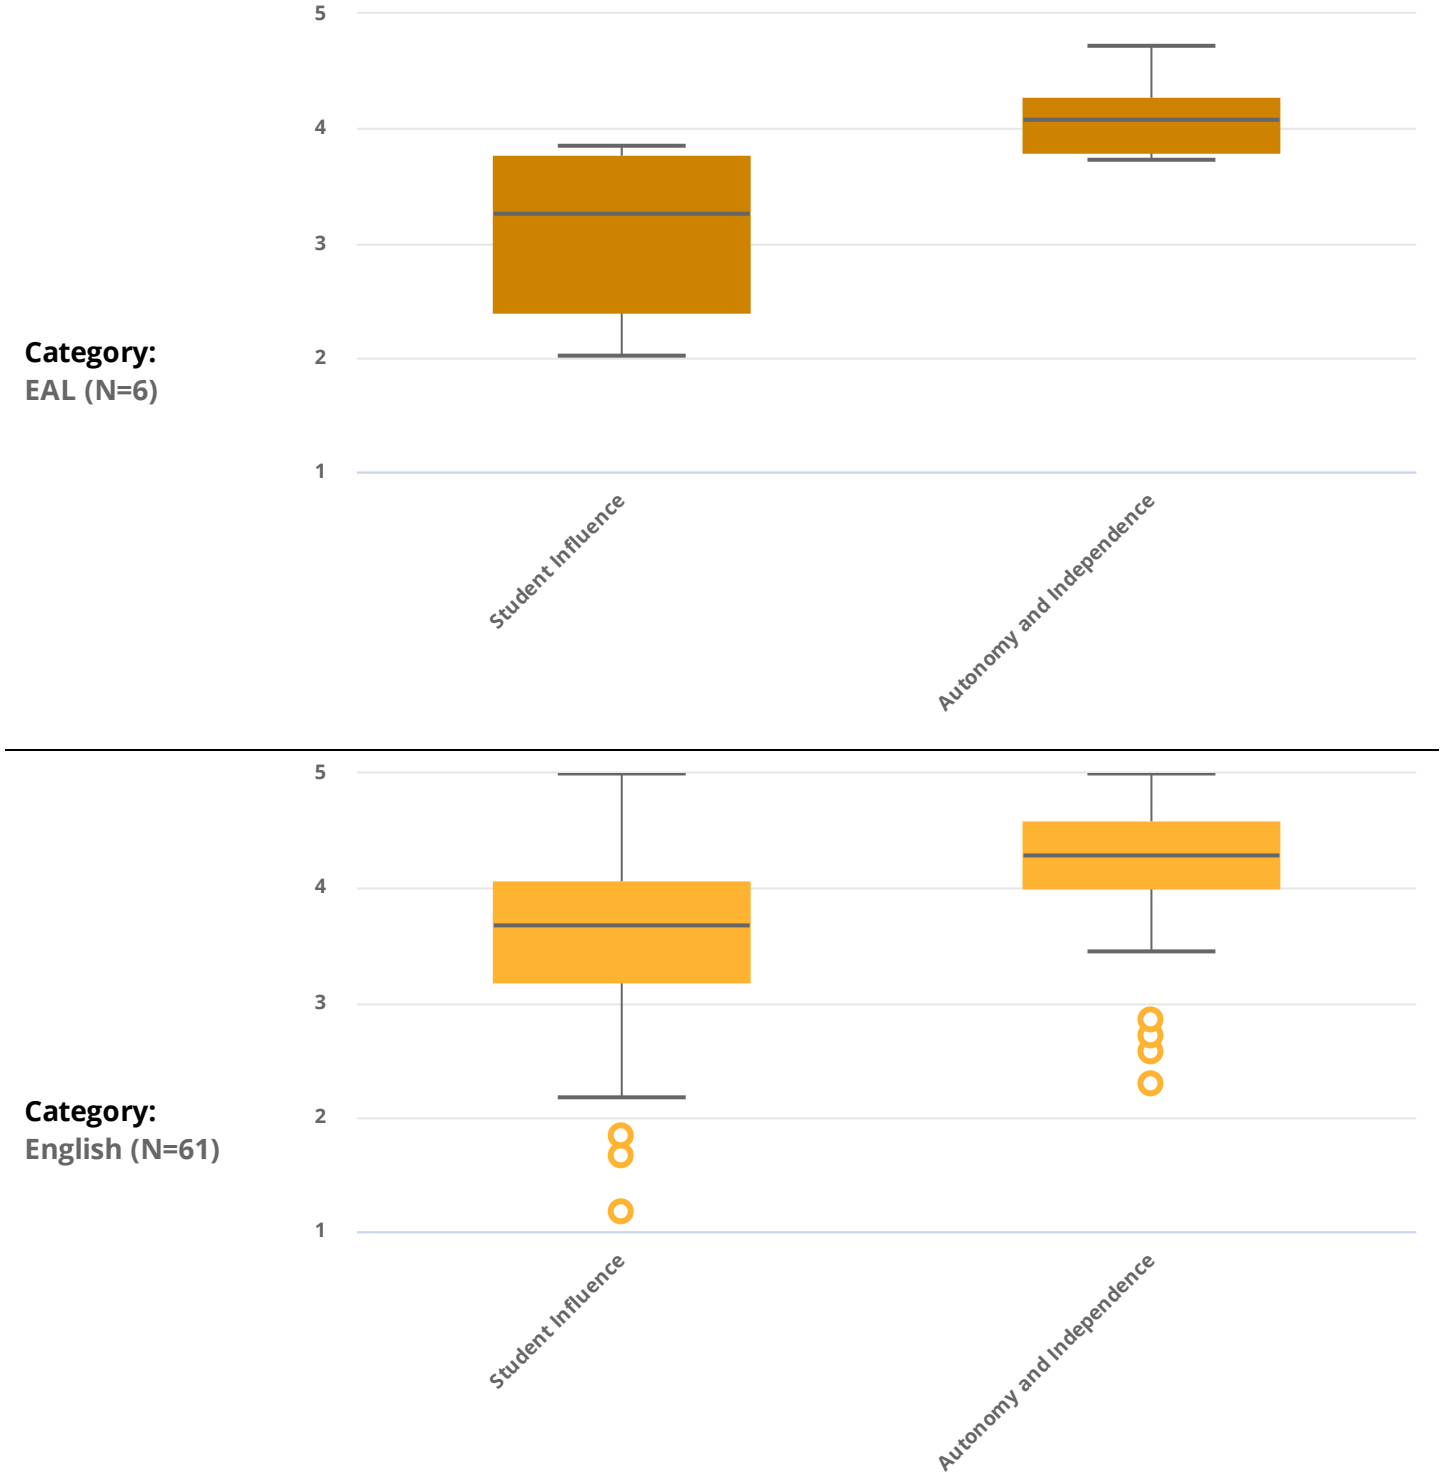 5
4
3
2
1
Category:
EAL (N=6)
Student Influence
Autonomy and Independence
5
4
3
2
1
Category:
English (N=61)
Student Influence
Autonomy and Independence